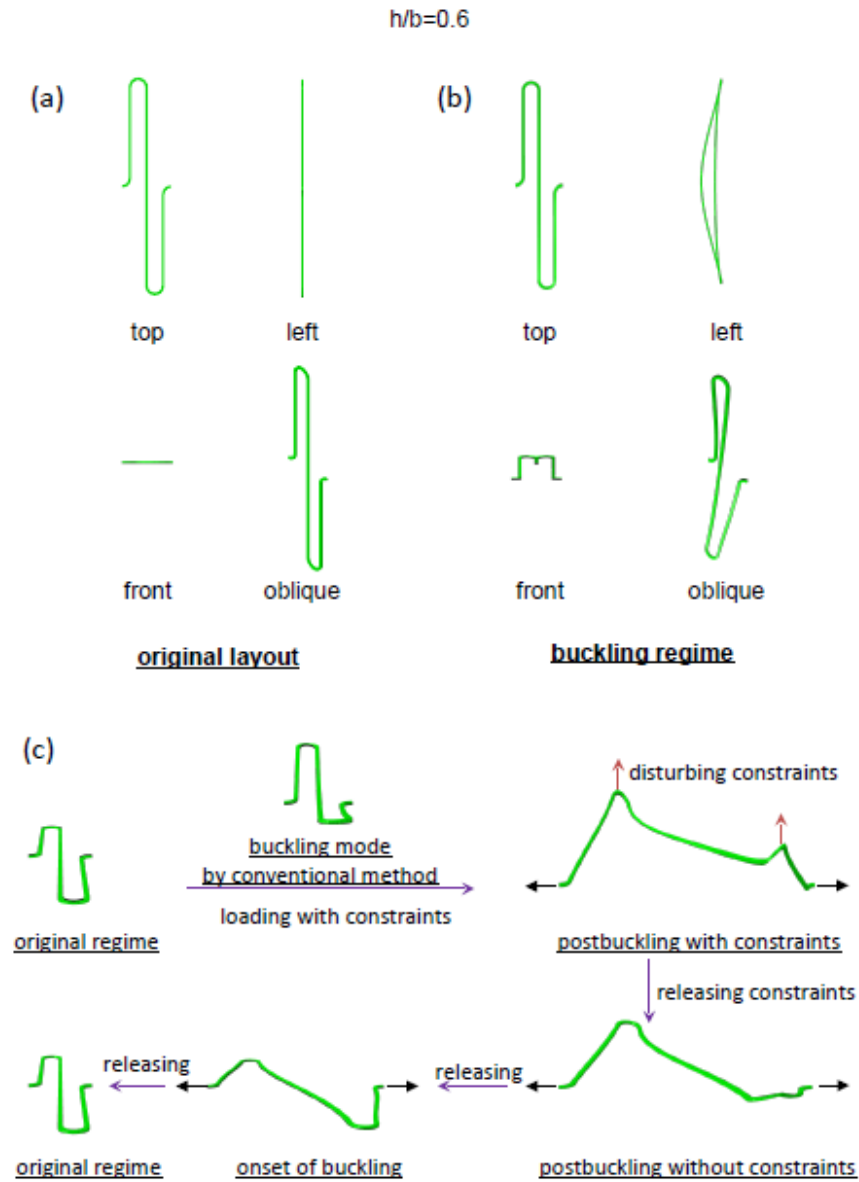 h/b=0.6
(a)
(b)
top
left
top
left
front
oblique
front
oblique
original layout
buckling regime
(c)
disturbing constraints
buckling mode
by conventional method
loading with constraints
original regime
postbuckling with constraints
releasing constraints
releasing
releasing
original regime
onset of buckling
postbuckling without constraints